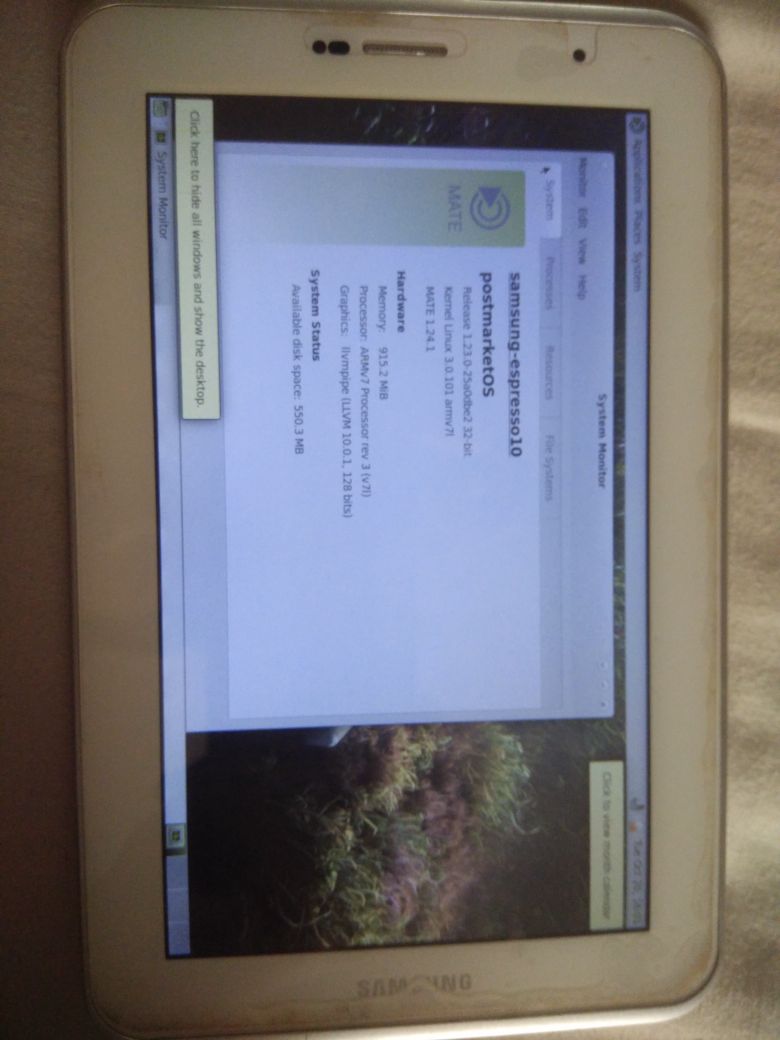 Applications Places System
Tue Oct 20, 
System Monitor
Monitor Edit View Help
System Processes Resources File Systems
Click to view month calendar
MATE
samsung-espresso10
postmarketOS
Release 1.23.0-25a0dbe2 32-bit
Kernel Linux 3.0.101 armv7l
MATE 1.24.1
Hardware
Memory: 915.2 MiB
Processor: ARMv7 Processor rev 3 (v7l)
Graphics: llvmpipe (LLVM 10.0.1, 128 bits)
System Status
Available disk space: 550.3 MB
Click here to hide all windows and show the desktop.
System Monitor
SAMSUNG